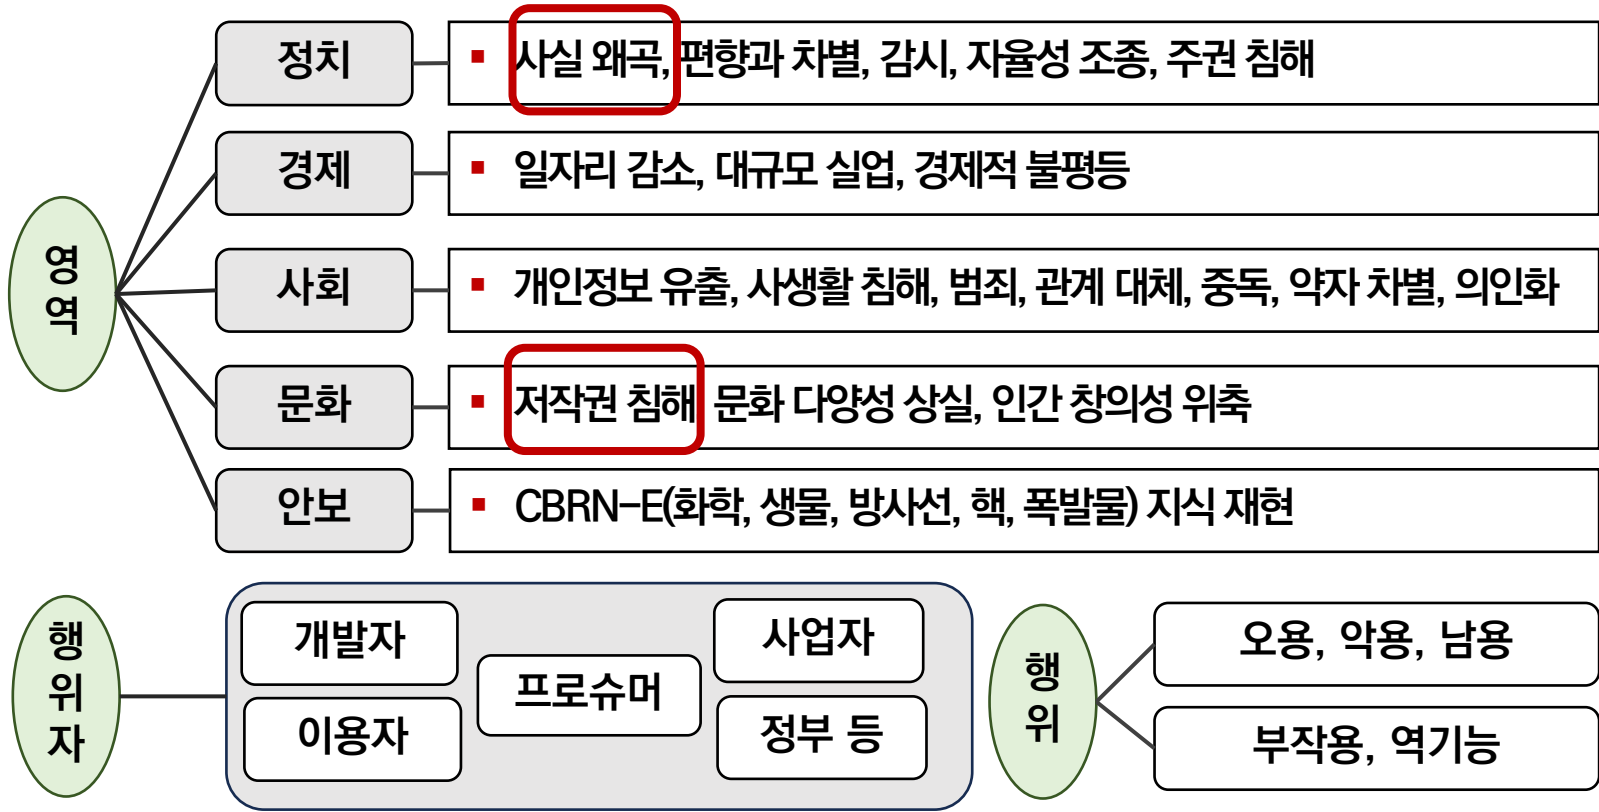 정치
사실 왜곡, 편향과 차별, 감시, 자율성 조종, 주권 침해
경제
일자리 감소, 대규모 실업, 경제적 불평등
영역
사회
개인정보 유출, 사생활 침해, 범죄, 관계 대체, 중독, 약자 차별, 의인화
문화
저작권 침해 문화 다양성 상실, 인간 창의성 위축
안보
CBRN-E(화학, 생물, 방사선, 핵, 폭발물) 지식 재현
행위자
개발자
사업자
프로슈머
이용자
정부 등
행위
오용, 악용, 남용
부작용, 역기능